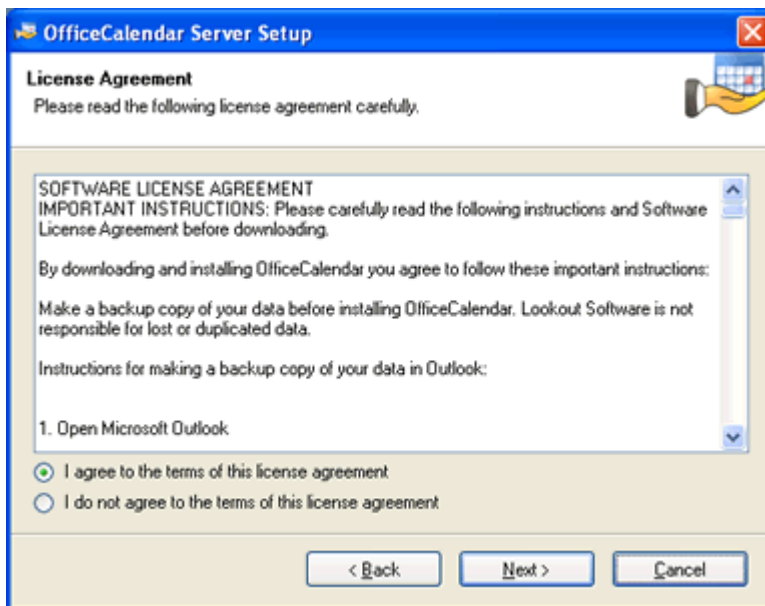 OfficeCalendar Server Setup
License Agreement
Please read the following license agreement carefully.
SOFTWARE LICENSE AGREEMENT
IMPORTANT INSTRUCTIONS: Please carefully read the following instructions and Software
License Agreement before downloading.
By downloading and installing OfficeCalendar you agree to follow these important instructions:
Make a backup copy of your data before installing OfficeCalendar. Lookout Software is not
responsible for lost or duplicated data.
Instructions for making a backup copy of your data in Outlook:
1. Open Microsoft Outlook
I agree to the terms of this license agreement
I do not agree to the terms of this license agreement
< Back
Next >
Cancel